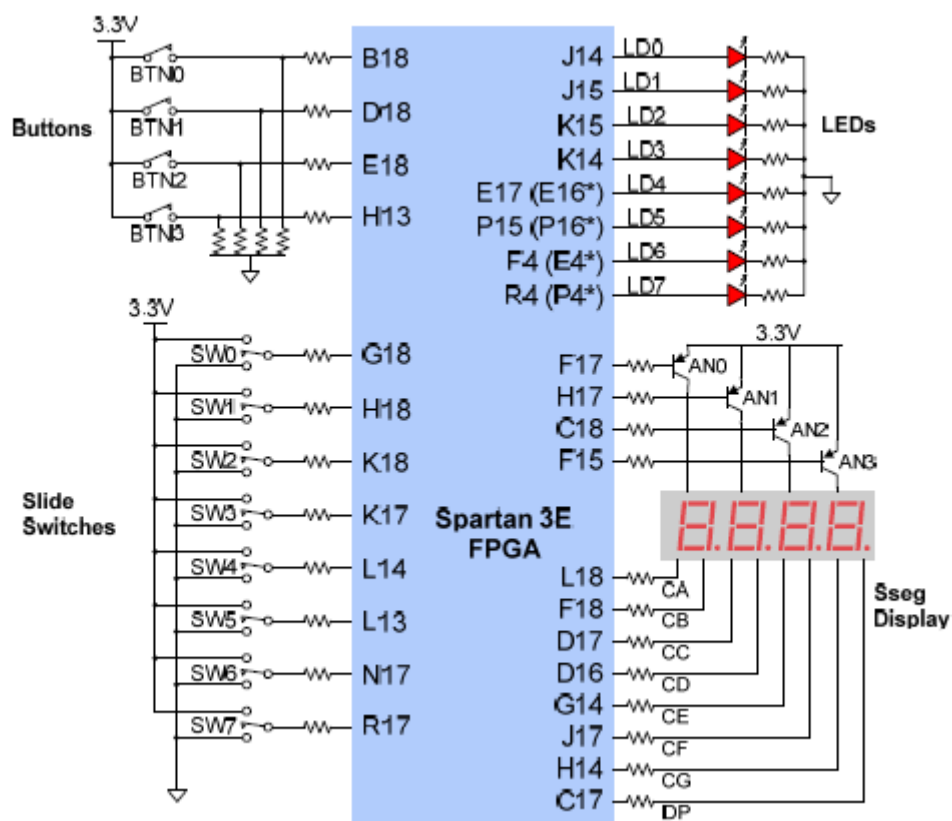 3.3V
BTN0
BTN1
BTN2
BTN3
Buttons
B18
D18
E18
H13
3.3V
SW0
SW1
SW2
SW3
SW4
SW5
SW6
SW7
Slide
Switches
G18
H18
K18
K17
L14
L13
N17
R17
Spartan 3E
FPGA
J14
J15
K15
K14
E17 (E16*)
P15 (P16*)
F4 (E4*)
R4 (P4*)
LD0
LD1
LD2
LD3
LD4
LD5
LD6
LD7
LEDs
3.3V
F17
H17
C18
F15
AN0
AN1
AN2
AN3
8.8.8.8.
Sseg
Display
L18
F18
D17
D16
G14
J17
H14
C17
CA
CB
CC
CD
CE
CF
CG
DP